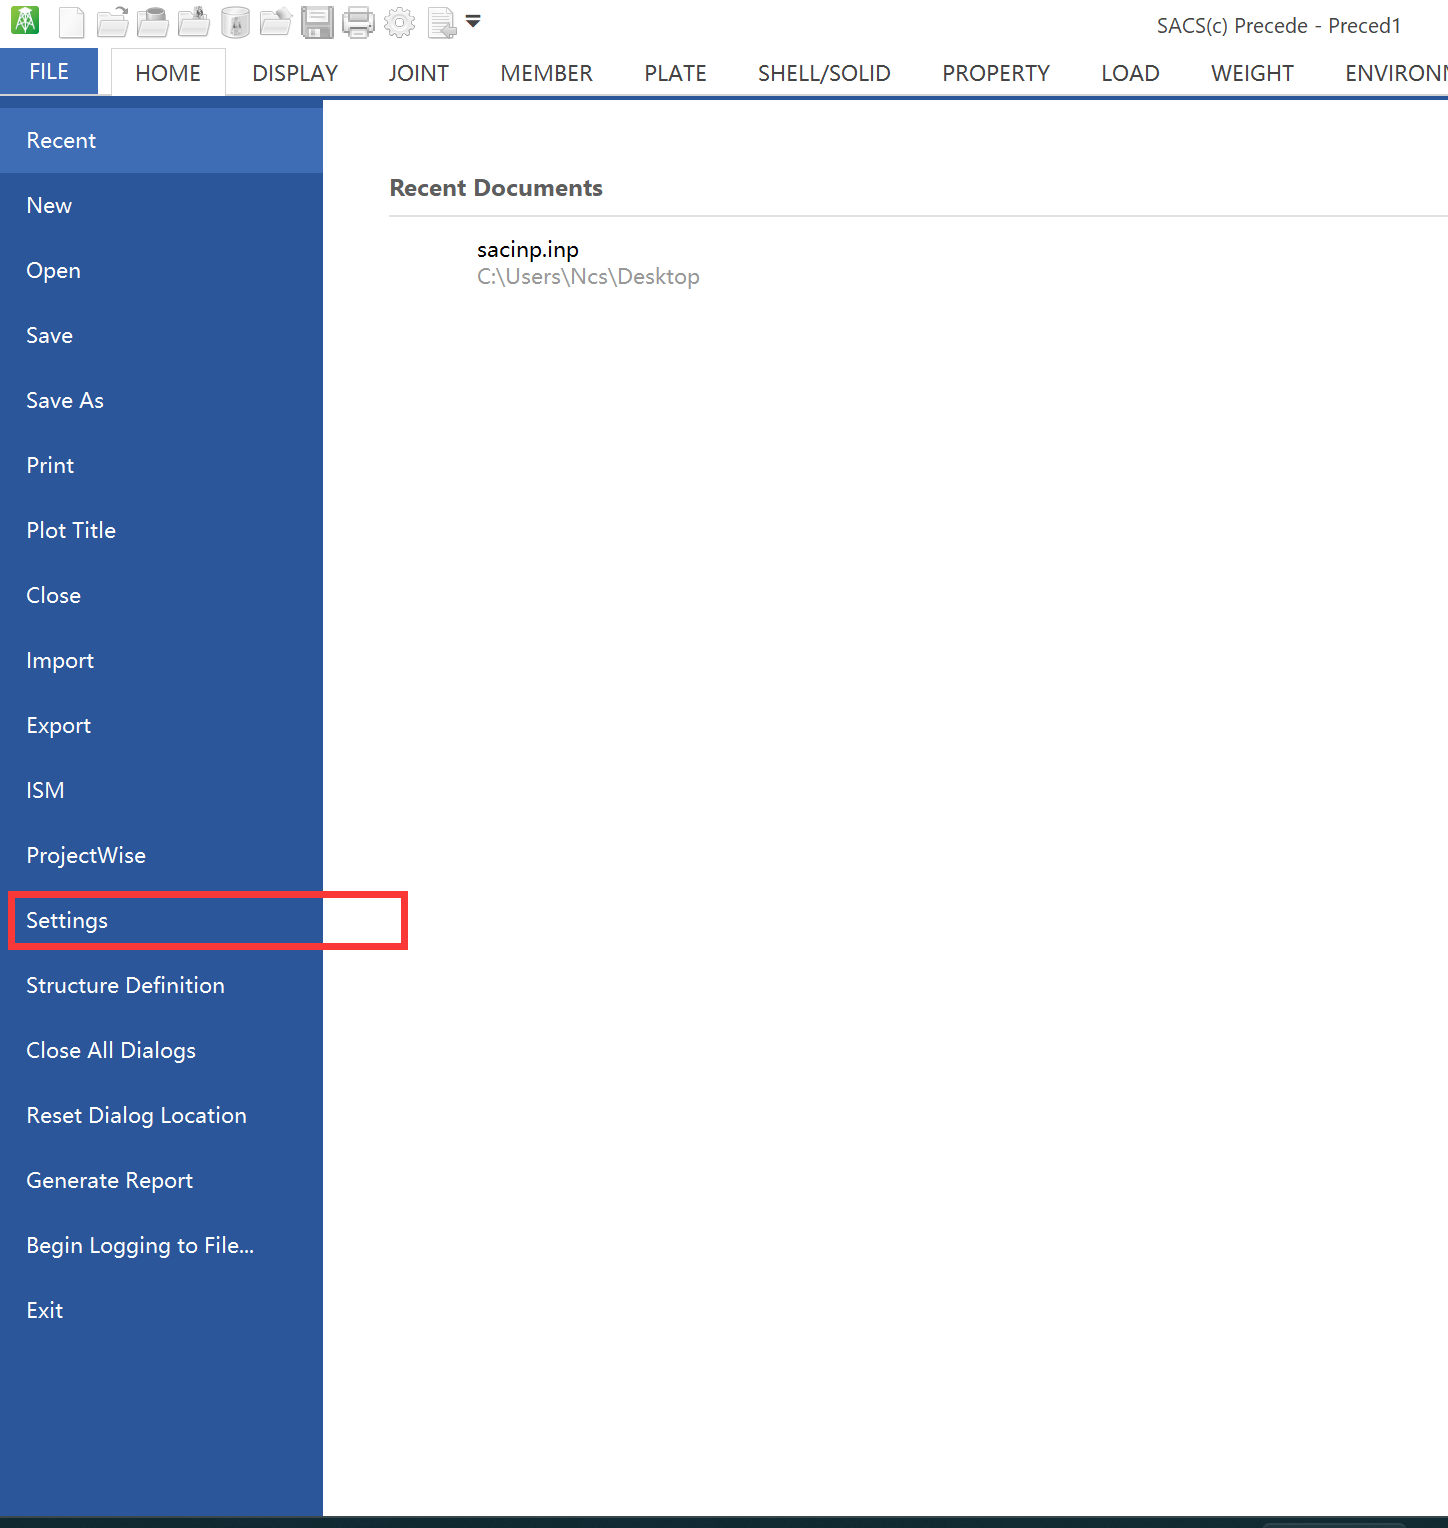 SACS(c) Precede - Preced1
FILE HOME DISPLAY JOINT MEMBER PLATE SHELL/SOLID PROPERTY LOAD WEIGHT
Recent
New
Open
Save
Save As
Print
Plot Title
Close
Import
Export
ISM
ProjectWise
Settings
Structure Definition
Close All Dialogs
Reset Dialog Location
Generate Report
Begin Logging to File...
Exit
Recent Documents
sacinp.inp
C:\Users\Ncs\Desktop